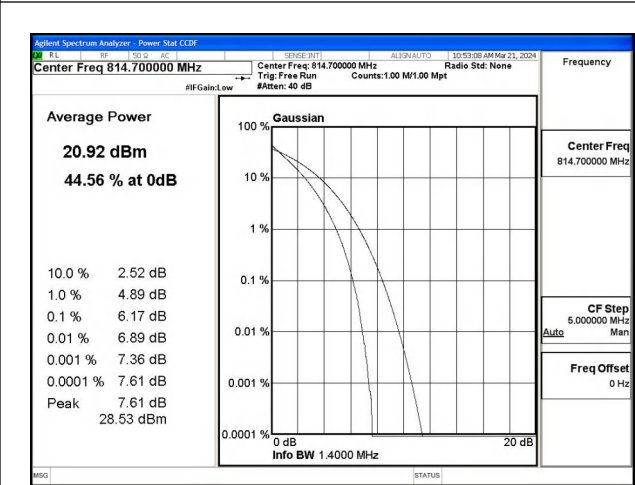 Agilent Spectrum Analyzer - Power Stat CCDF
RL RF 50 Ω AC SENSE:INT ALIGN AUTO 10:53:08 AM Mar 21, 2024
Center Freq 814.700000 MHz
Center Freq: 814.700000 MHz Radio Std: None
Trig: Free Run Counts:1.00 M/1.00 Mpt
#IFGain:Low #Atten: 40 dB
Frequency
Average Power
20.92 dBm
44.56 % at 0dB
10.0 % 2.52 dB
1.0 % 4.89 dB
0.1 % 6.17 dB
0.01 % 6.89 dB
0.001 % 7.36 dB
0.0001 % 7.61 dB
Peak 7.61 dB
28.53 dBm
100 % Gaussian
10 %
1 %
0.1 %
0.01 %
0.001 %
0.0001 %
0 dB 20 dB
Info BW 1.4000 MHz
Center Freq
814.700000 MHz
CF Step
5.000000 MHz
Auto Man
Freq Offset
0 Hz
MSG STATUS